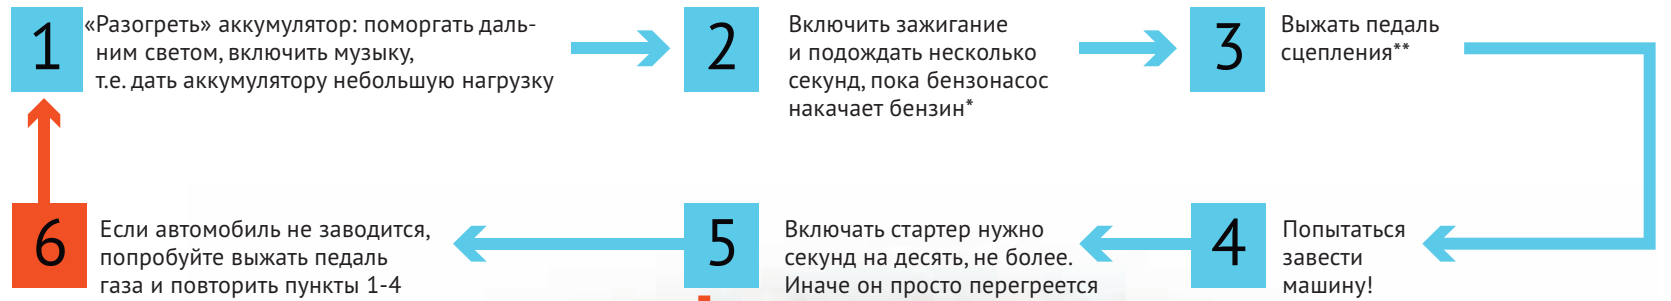 1
«Разогреть» аккумулятор: поморгать даль-
ним светом, включить музыку,
т.е. дать аккумулятору небольшую нагрузку
2
Включить зажигание
и подождать несколько
секунд, пока бензонасос
накачает бензин*
3
Выжать педаль
сцепления**
4
Попытаться
завести
машину!
5
Включать стартер нужно
секунд на десять, не более.
Иначе он просто перегреется
6
Если автомобиль не заводится,
попробуйте выжать педаль
газа и повторить пункты 1-4